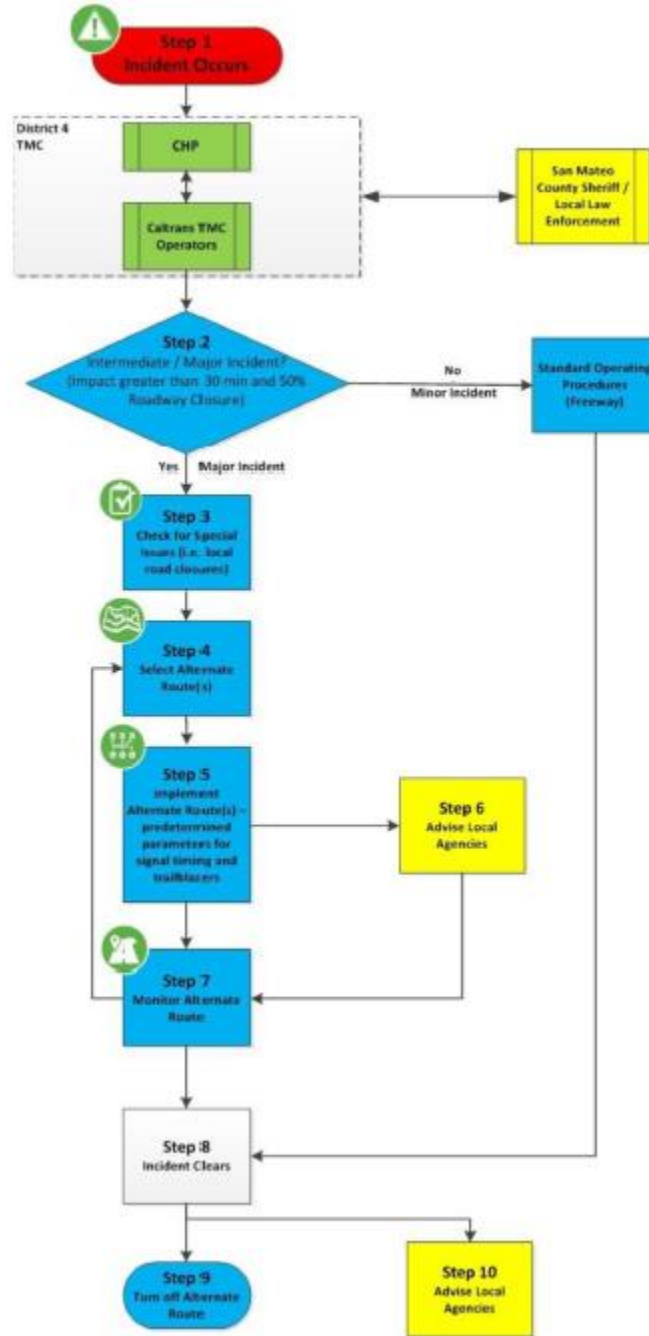 Step 1
Incident Occurs
District 4
TMC
CHP
Caltrans TMC
Operators
San Mateo
County Sheriff /
Local Law
Enforcement
Step 2
Intermediate / Major Incident?
(Impact greater than 30 min and 50%
Roadway Closure)
No
Minor Incident
Standard Operating
Procedures
(Freeway)
Yes
Major Incident
Step 3
Check for Special
Issues (i.e. local
road closures)
Step 4
Select Alternate
Route(s)
Step 5
Implement
Alternate Route(s) –
predetermined
parameters for
signal timing and
trailblazers
Step 6
Advise Local
Agencies
Step 7
Monitor Alternate
Route
Step 8
Incident Clears
Step 9
Turn off Alternate
Route
Step 10
Advise Local
Agencies